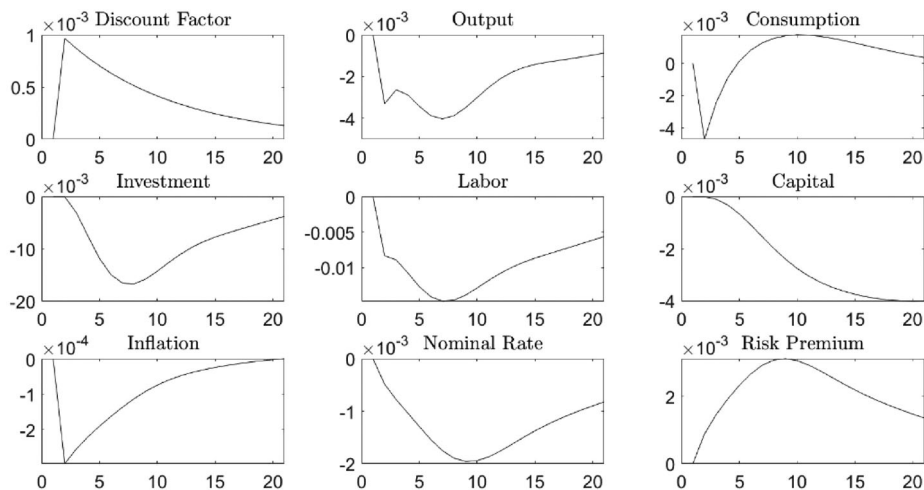 ×10⁻³ Discount Factor
1
0.5
0
0 5 10 15 20
×10⁻³ Output
0
-2
-4
0 5 10 15 20
×10⁻³ Consumption
0
-2
-4
0 5 10 15 20
×10⁻³ Investment
0
-10
-20
0 5 10 15 20
Labor
0
-0.005
-0.01
0 5 10 15 20
×10⁻³ Capital
0
-2
-4
0 5 10 15 20
×10⁻⁴ Inflation
0
-2
0 5 10 15 20
×10⁻³ Nominal Rate
0
-1
-2
0 5 10 15 20
×10⁻³ Risk Premium
2
0
0 5 10 15 20